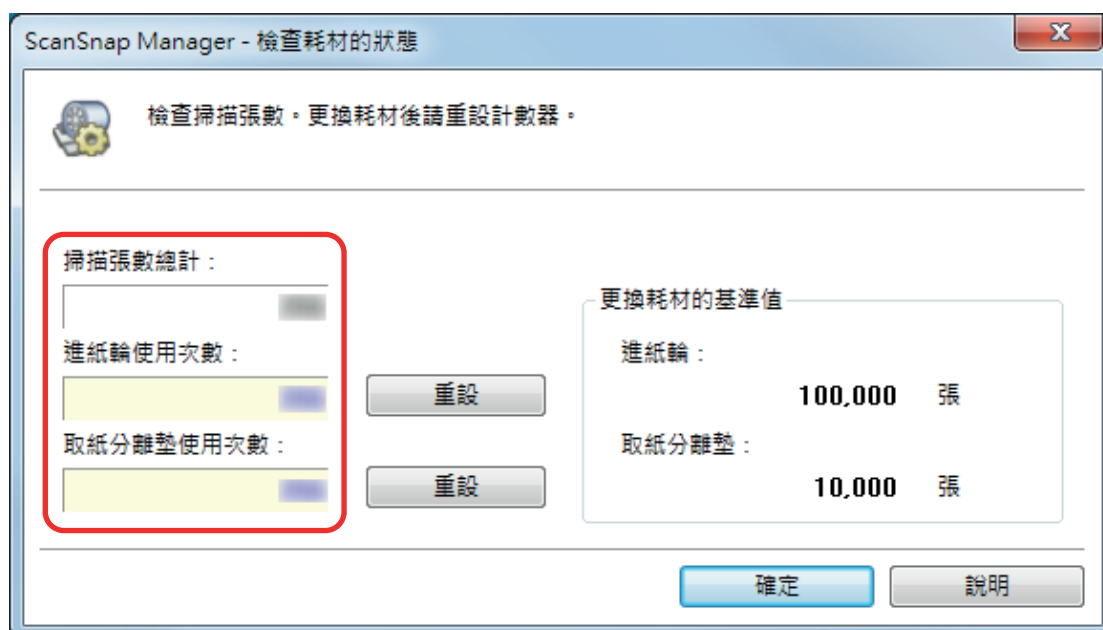 ScanSnap Manager - 檢查耗材的狀態
檢查掃描張數。更換耗材後請重設計數器。
掃描張數總計：
進紙輪使用次數：
重設
取紙分離墊使用次數：
重設
更換耗材的基準值
進紙輪：
100,000 張
取紙分離墊：
10,000 張
確定
說明